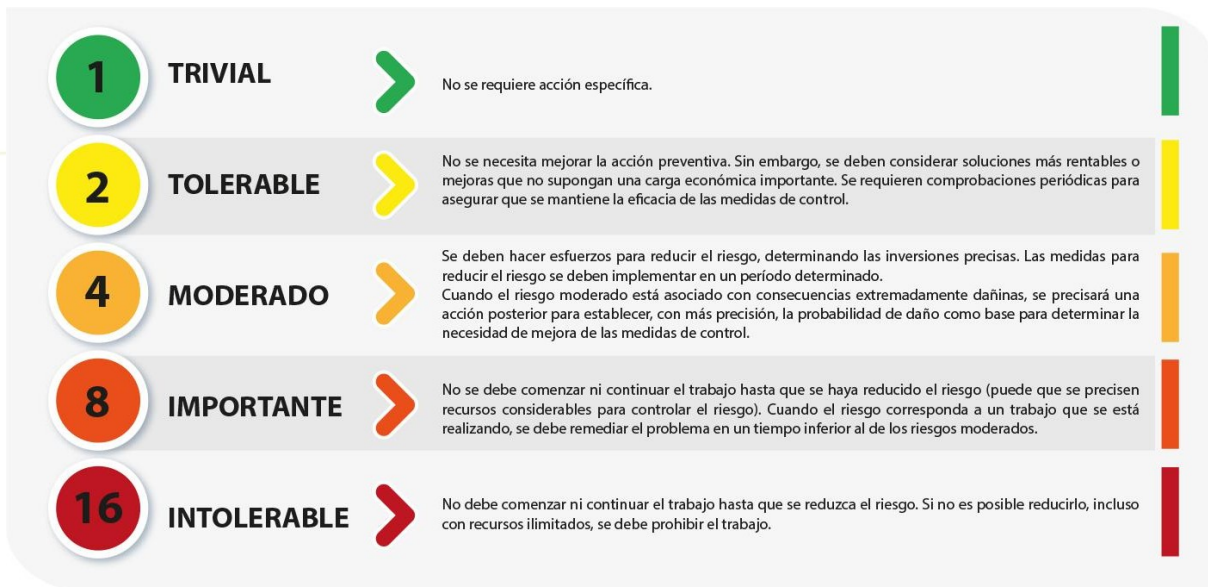 1
TRIVIAL
No se requiere acción específica.
2
TOLERABLE
No se necesita mejorar la acción preventiva. Sin embargo, se deben considerar soluciones más rentables o
mejoras que no supongan una carga económica importante. Se requieren comprobaciones periódicas para
asegurar que se mantiene la eficacia de las medidas de control.
4
MODERADO
Se deben hacer esfuerzos para reducir el riesgo, determinando las inversiones precisas. Las medidas para
reducir el riesgo se deben implementar en un período determinado.
Cuando el riesgo moderado está asociado con consecuencias extremadamente dañinas, se precisará una
acción posterior para establecer, con más precisión, la probabilidad de daño como base para determinar la
necesidad de mejora de las medidas de control.
8
IMPORTANTE
No se debe comenzar ni continuar el trabajo hasta que se haya reducido el riesgo (puede que se precisen
recursos considerables para controlar el riesgo). Cuando el riesgo corresponda a un trabajo que se está
realizando, se debe remediar el problema en un tiempo inferior al de los riesgos moderados.
16
INTOLERABLE
No debe comenzar ni continuar el trabajo hasta que se reduzca el riesgo. Si no es posible reducirlo, incluso
con recursos ilimitados, se debe prohibir el trabajo.